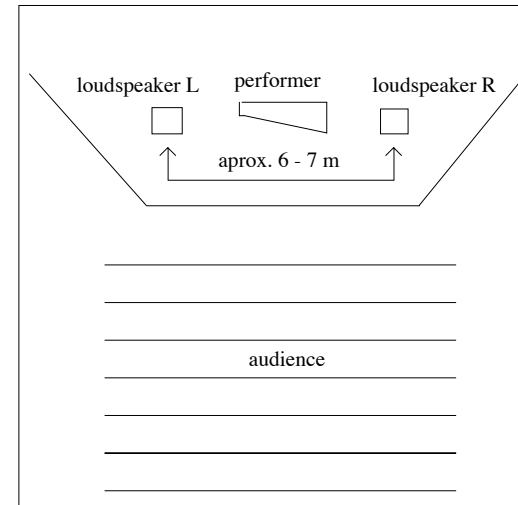 loudspeaker L
performer
loudspeaker R
aprox. 6 - 7 m
audience